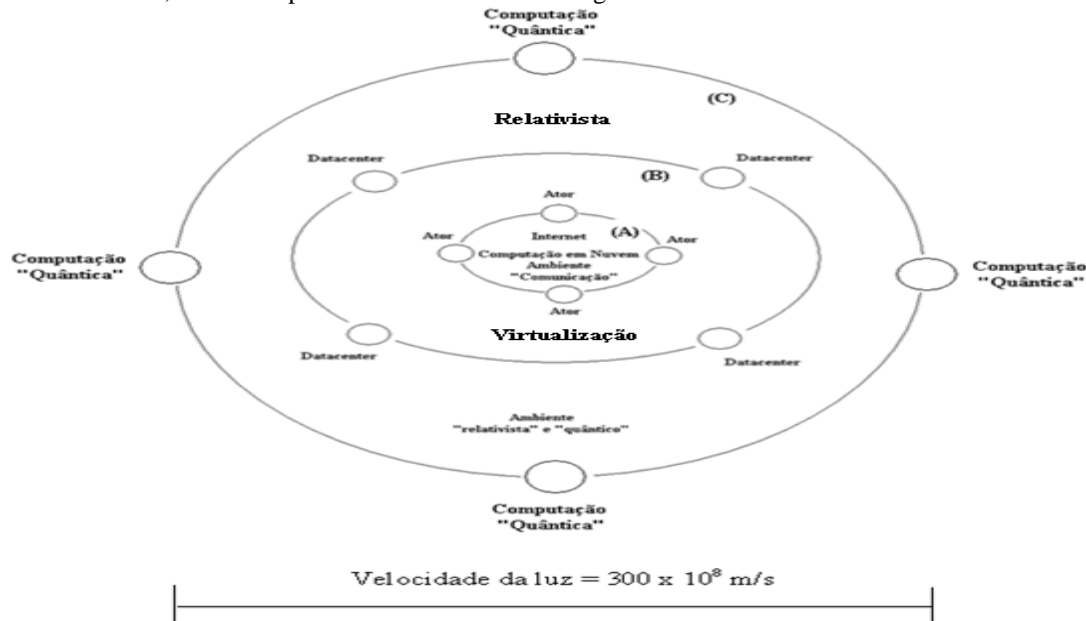 Computação
"Quântica"
(C)
Relativista
Datacenter
Datacenter
(B)
Ator
Ator
Internet
(A)
Ator
Computação em Nuvem
Ambiente
"Comunicação"
Ator
Computação
"Quântica"
Computação
"Quântica"
Virtualização
Datacenter
Datacenter
Ambiente
"relativista" e "quântico"
Computação
"Quântica"
Velocidade da luz = 300 x 10⁸ m/s